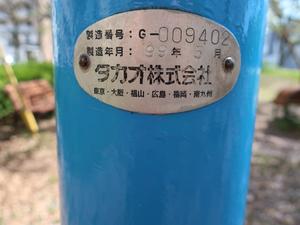 製造番号: G-009402
製造年月: 99年5月
タカオ株式会社
東京・大阪・福山・広島・福岡・南九州